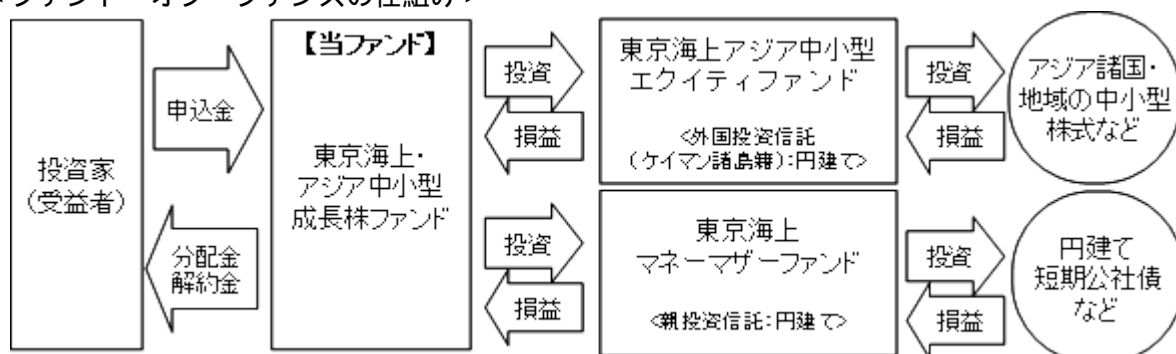 投資家
(受益者)
申込金
分配金
解約金
【当ファンド】
東京海上・
アジア中小型
成長株ファンド
投資
損益
東京海上アジア中小型
エクイティファンド
<外国投資信託
(ケイマン諸島籍):円建て>
投資
損益
アジア諸国・
地域の中小型
株式など
投資
損益
東京海上
マネーマザーファンド
<親投資信託:円建て>
投資
損益
円建て
短期公社債
など